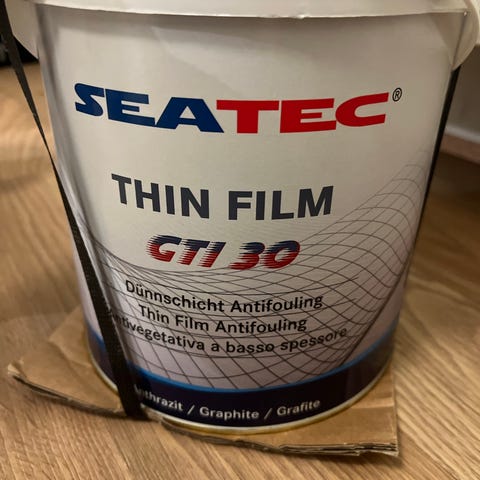 SEATEC®
THIN FILM
GTI 30
Dünnschicht Antifouling
Thin Film Antifouling
a basso spessore
/ Graphite / Grafite